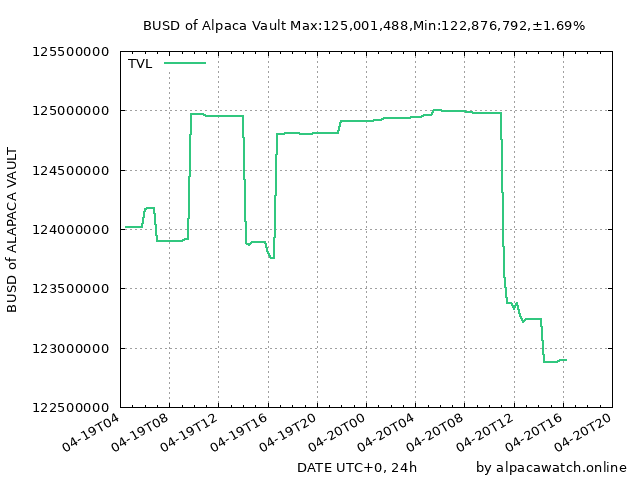 BUSD of Alpaca Vault Max:125,001,488,Min:122,876,792,±1.69%
TVL
125500000
125000000
124500000
124000000
123500000
123000000
122500000
BUSD of ALAPACA VAULT
04-19T04
04-19T08
04-19T12
04-19T16
04-19T20
04-20T00
04-20T04
04-20T08
04-20T12
04-20T16
04-20T20
DATE UTC+0, 24h
by alpacawatch.online